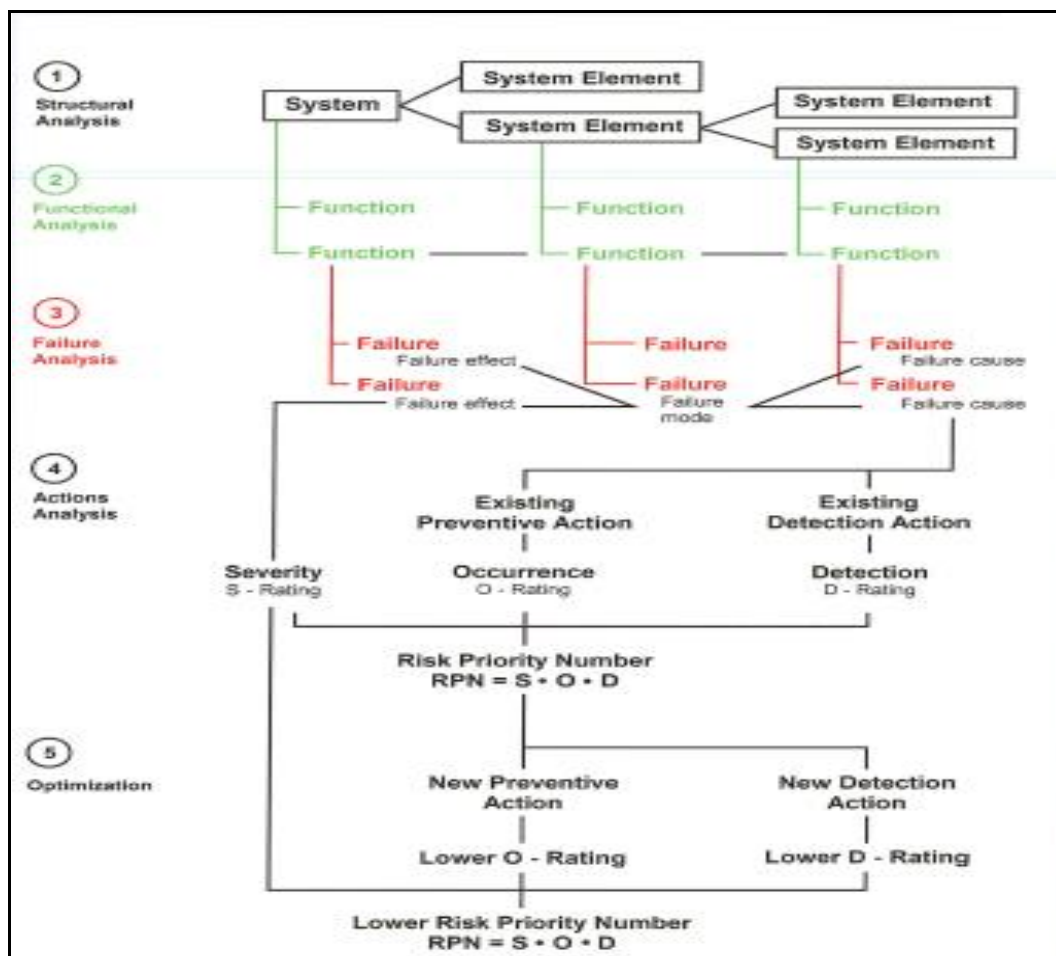 1
Structural
Analysis
System
System Element
System Element
System Element
System Element
2
Functional
Analysis
Function
Function
Function
Function
Function
Function
3
Failure
Analysis
Failure
Failure effect
Failure
Failure effect
Failure
Failure
Failure
mode
Failure
Failure cause
Failure
Failure cause
4
Actions
Analysis
Existing
Preventive Action
Existing
Detection Action
Severity
S - Rating
Occurrence
O - Rating
Detection
D - Rating
Risk Priority Number
RPN = S • O • D
5
Optimization
New Preventive
Action
New Detection
Action
Lower O - Rating
Lower D - Rating
Lower Risk Priority Number
RPN = S • O • D